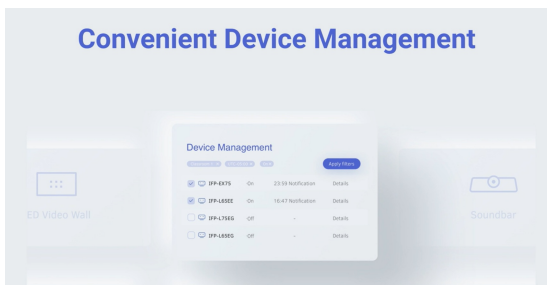 Convenient Device Management
Device Management
Apply filters
IFP-EX75 On 23:59 Notification Details
IFP-L65EE On 16:47 Notification Details
IFP-L75EG Off - Details
IFP-L65EG Off - Details
ED Video Wall
Soundbar